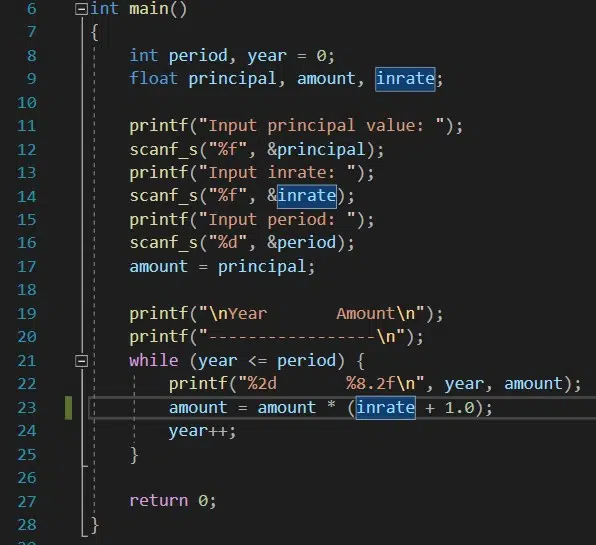 6 int main()
7 {
8 int period, year = 0;
9 float principal, amount, inrate;
10
11 printf("Input principal value: ");
12 scanf_s("%f", &principal);
13 printf("Input inrate: ");
14 scanf_s("%f", &inrate);
15 printf("Input period: ");
16 scanf_s("%d", &period);
17 amount = principal;
18
19 printf("\nYear       Amount\n");
20 printf("-----------------\n");
21 while (year <= period) {
22 printf("%2d       %8.2f\n", year, amount);
23 amount = amount * (inrate + 1.0);
24 year++;
25 }
26
27 return 0;
28 }